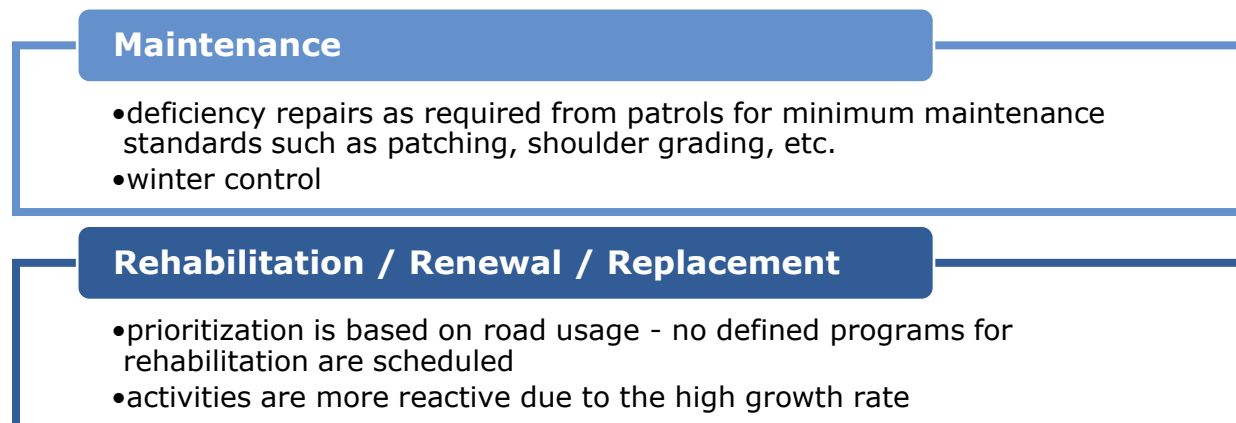 Maintenance
•deficiency repairs as required from patrols for minimum maintenance
standards such as patching, shoulder grading, etc.
•winter control
Rehabilitation / Renewal / Replacement
•prioritization is based on road usage - no defined programs for
rehabilitation are scheduled
•activities are more reactive due to the high growth rate